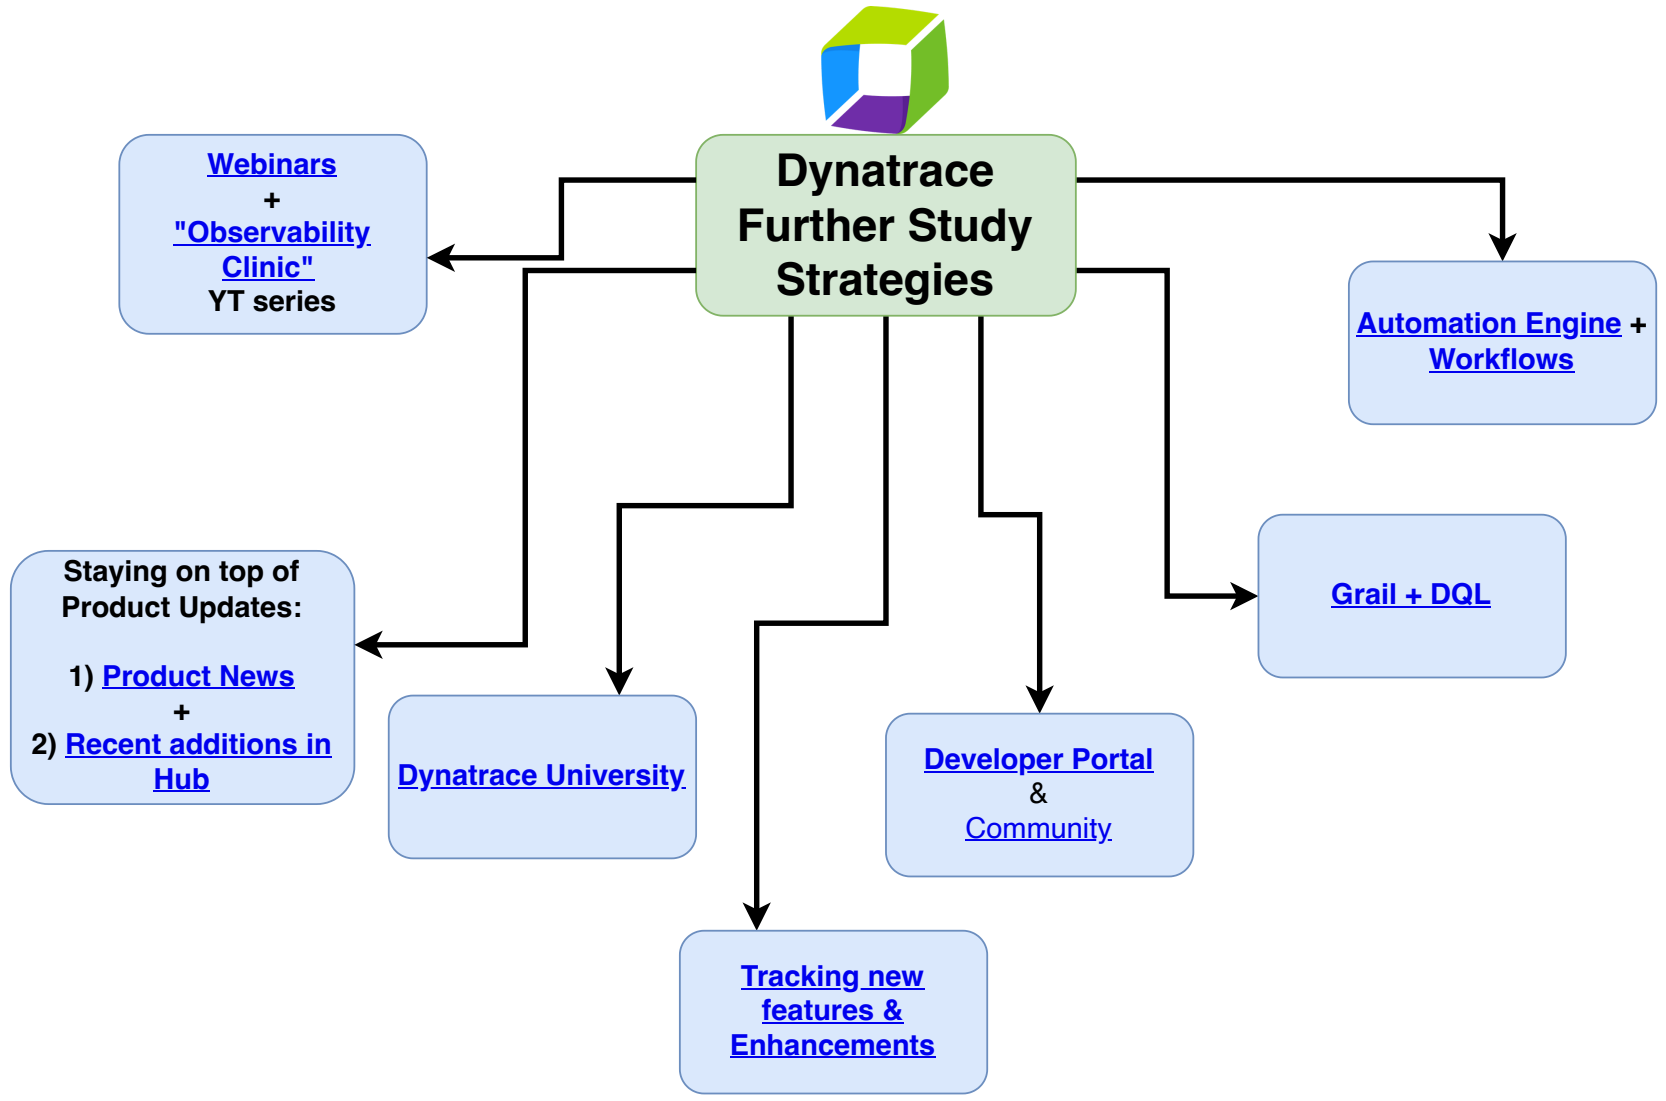 Dynatrace
Further Study
Strategies
Webinars
+
"Observability
Clinic"
YT series
Automation Engine +
Workflows
Staying on top of
Product Updates:
1) Product News
+
2) Recent additions in
Hub
Dynatrace University
Tracking new
features &
Enhancements
Developer Portal
&
Community
Grail + DQL